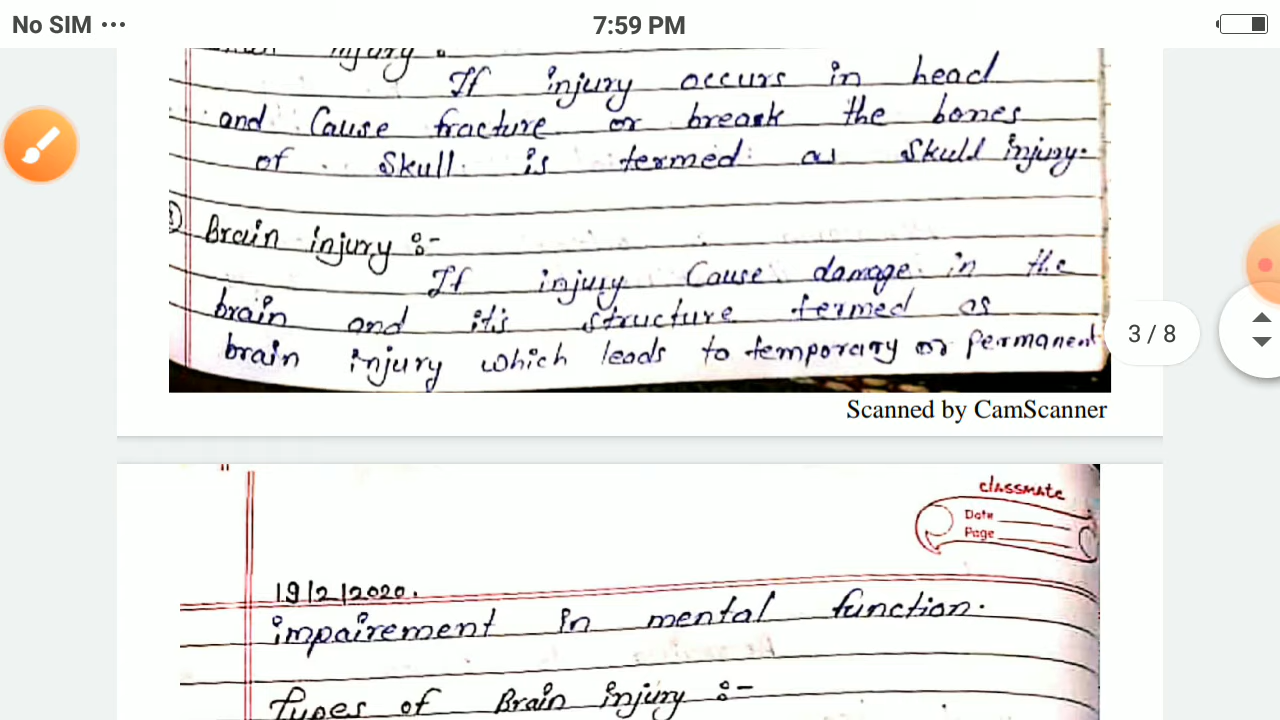 No SIM ...
7:59 PM
injury :
If injury occurs in head
and Cause fracture or break the bones
of Skull is termed as Skull injury.
Brain injury :-
If injury Cause damage in the
brain and it's structure termed as
brain injury which leads to temporary or permanent
3 / 8
Scanned by CamScanner
classmate
Date
Page
19/2/2020.
impairement in mental function.
Types of Brain injury :-